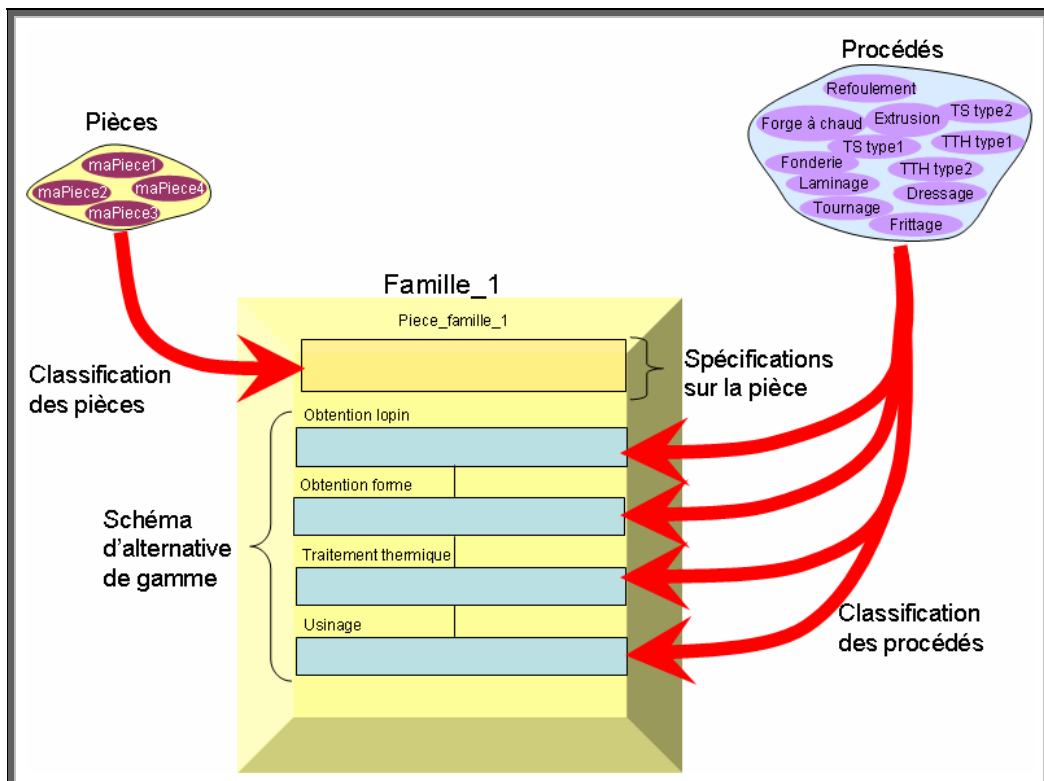 Procédés
Refoulement
Forge à chaud
Extrusion
TS type2
TS type1
TTH type1
Fonderie
TTH type2
Laminage
Dressage
Tournage
Frittage
Pièces
maPiece1
maPiece2
maPiece4
maPiece3
Famille_1
Piece_famille_1
Classification
des pièces
Spécifications
sur la pièce
Obtention lopin
Obtention forme
Schéma
d'alternative
de gamme
Traitement thermique
Usinage
Classification
des procédés